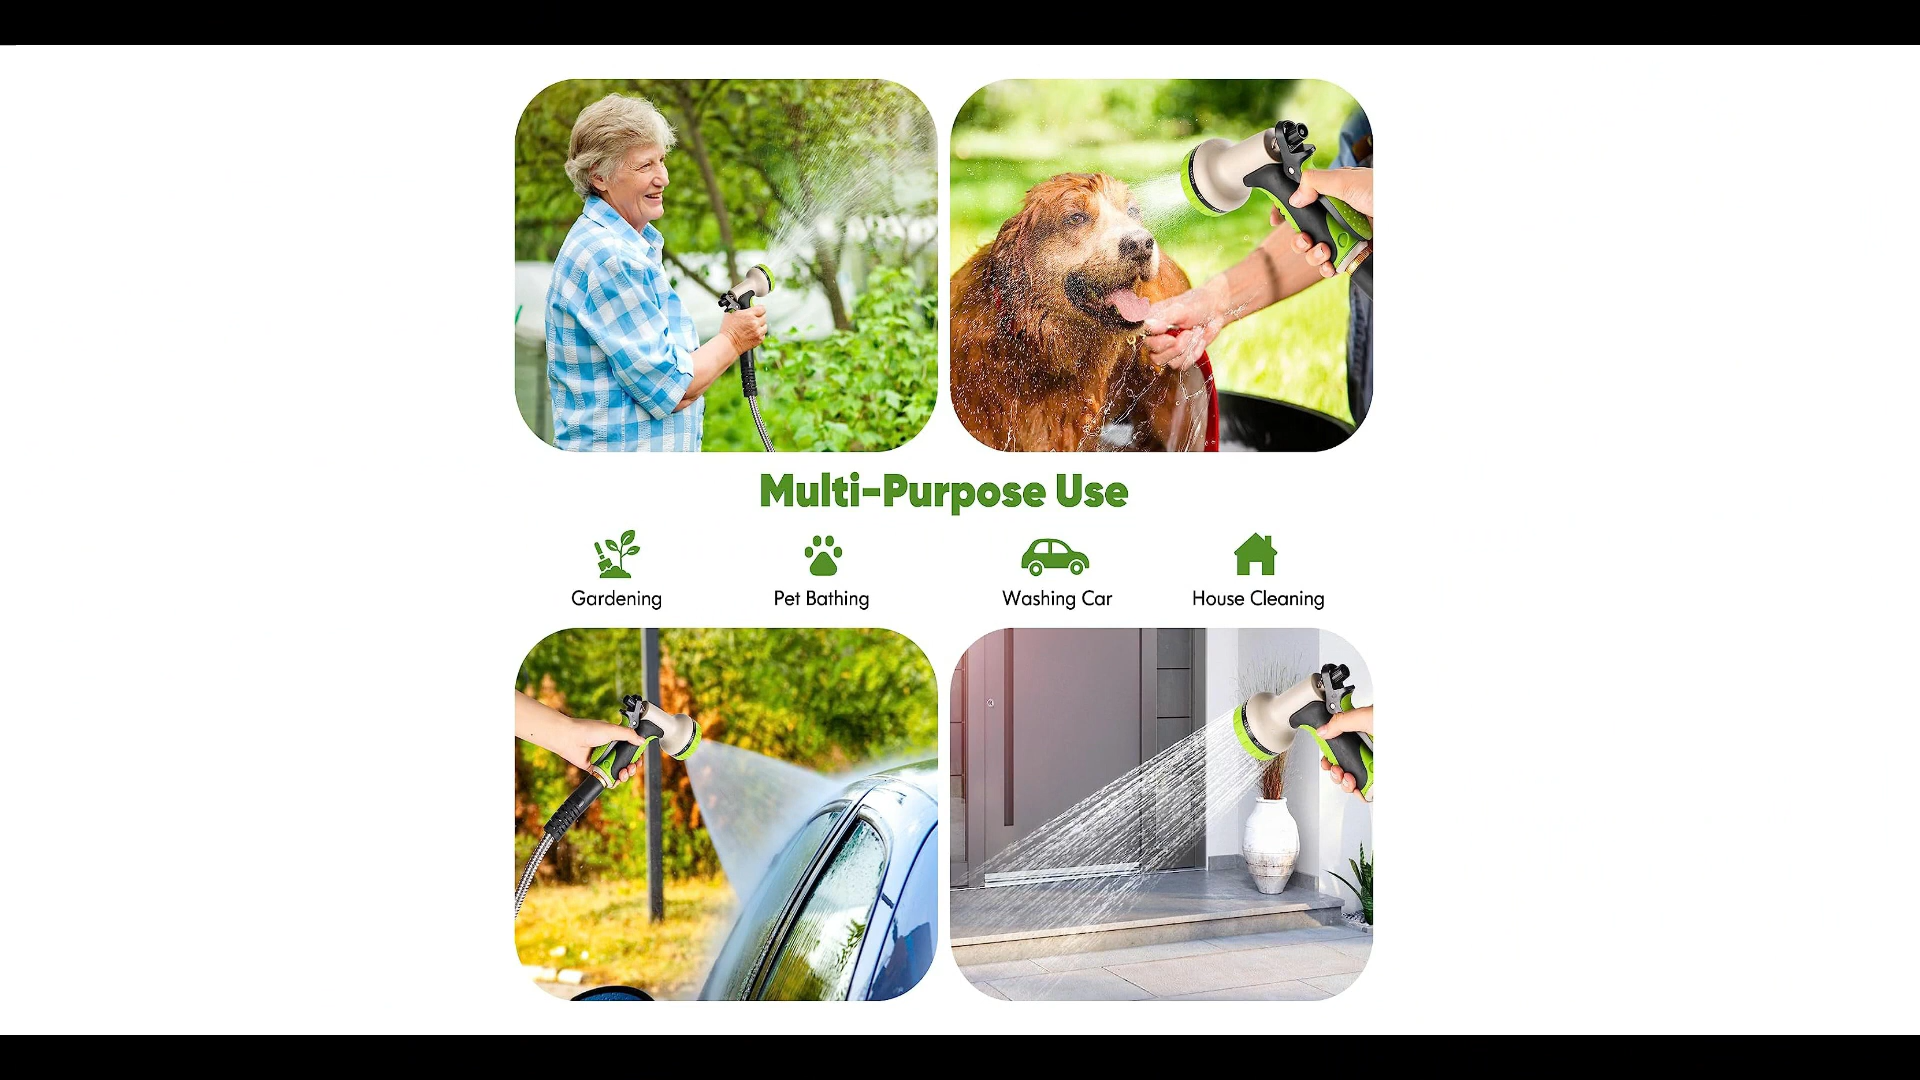 Multi-Purpose Use
Gardening
Pet Bathing
Washing Car
House Cleaning